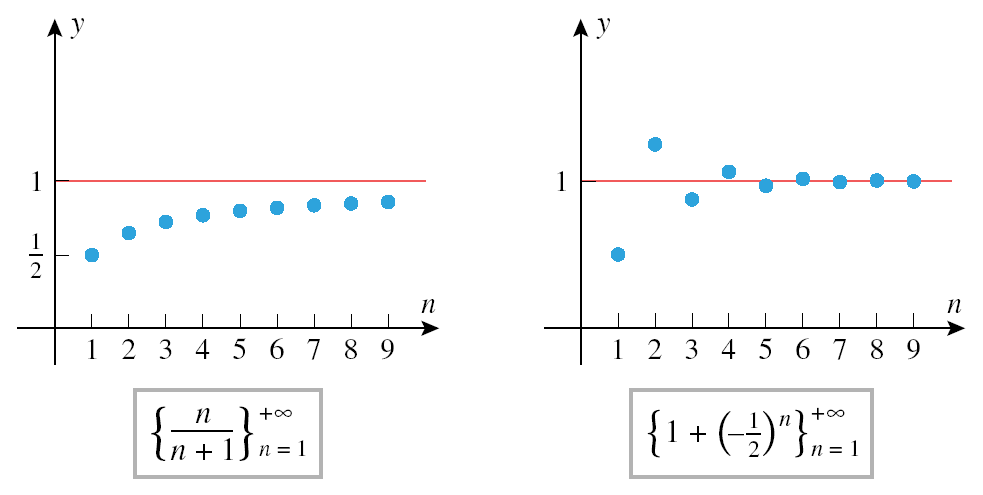 y
1
1/2
n
1 2 3 4 5 6 7 8 9
{n/(n + 1)}^{+∞}_{n = 1}
y
1
n
1 2 3 4 5 6 7 8 9
{1 + (−1/2)^n}^{+∞}_{n = 1}